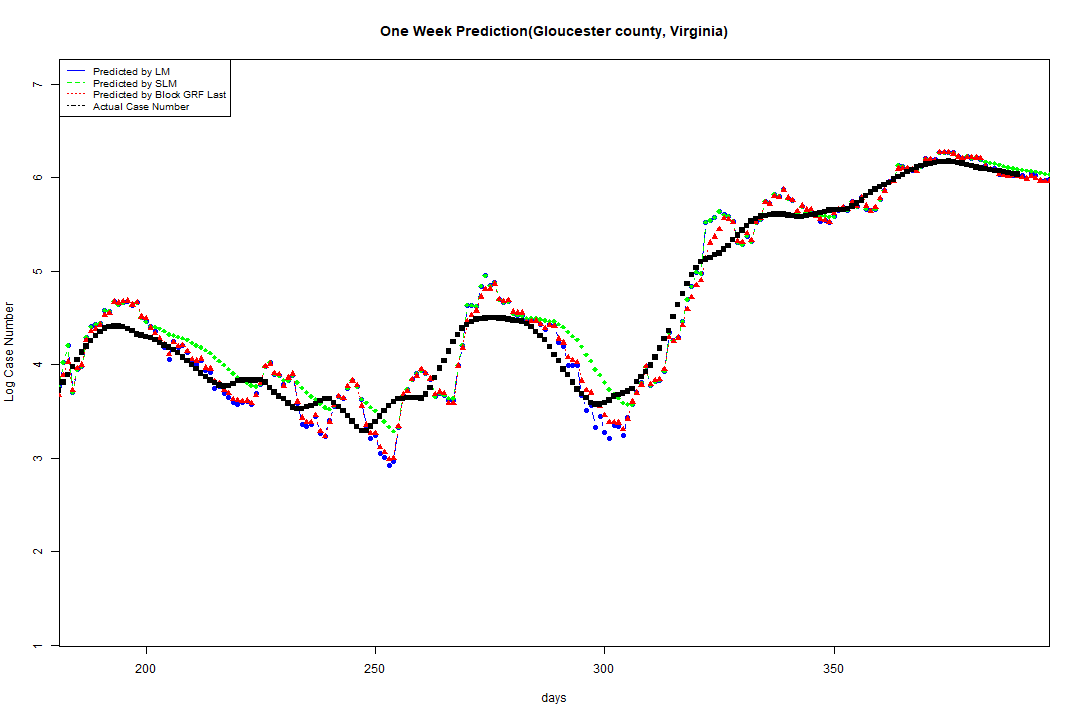 One Week Prediction(Gloucester county, Virginia)
Predicted by LM
Predicted by SLM
Predicted by Block GRF Last
Actual Case Number
7
6
5
4
3
2
1
Log Case Number
200 250 300 350
days